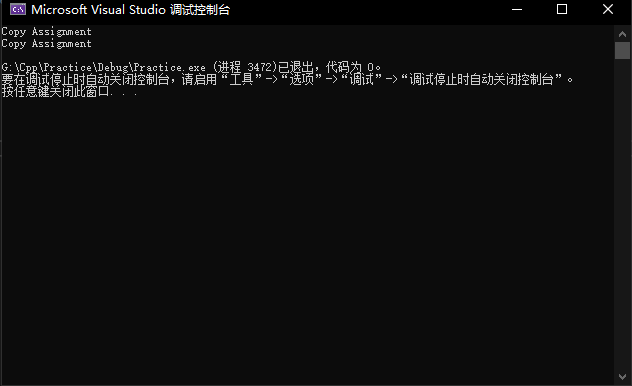 Microsoft Visual Studio 调试控制台
Copy Assignment
Copy Assignment
G:\Cpp\Practice\Debug\Practice.exe (进程 3472)已退出，代码为 0。
要在调试停止时自动关闭控制台，请启用“工具”->“选项”->“调试”->“调试停止时自动关闭控制台”。
按任意键关闭此窗口. . .